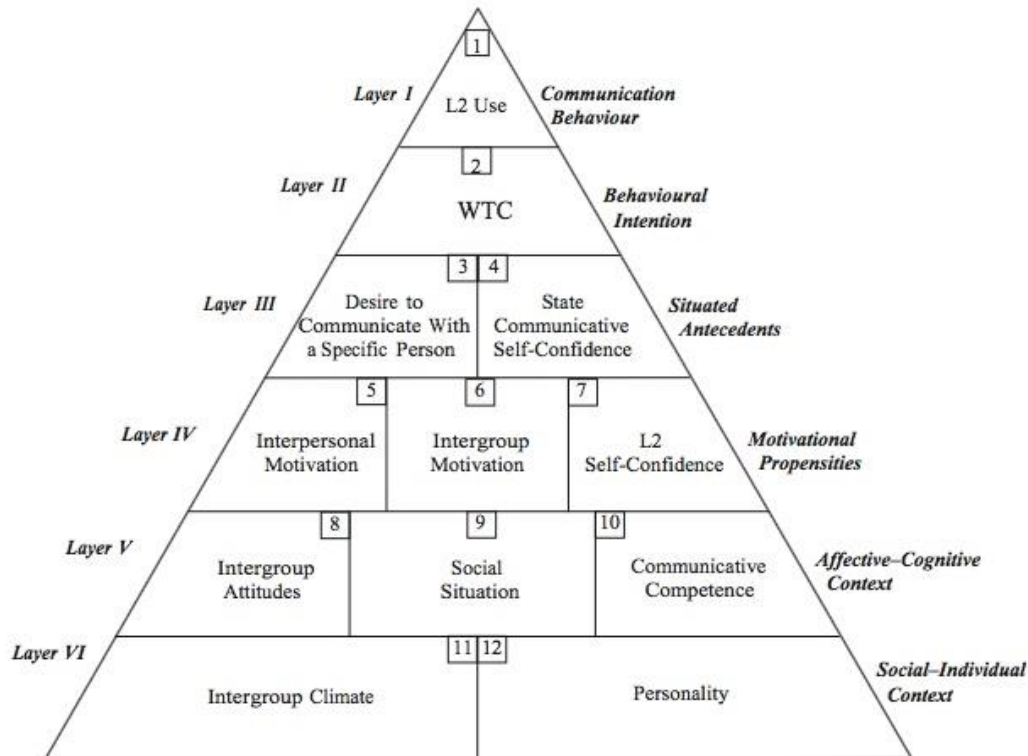 1
Layer I
L2 Use
Communication
Behaviour
2
Layer II
WTC
Behavioural
Intention
3 4
Layer III
Desire to
Communicate With
a Specific Person
State
Communicative
Self-Confidence
Situated
Antecedents
5 6 7
Layer IV
Interpersonal
Motivation
Intergroup
Motivation
L2
Self-Confidence
Motivational
Propensities
8 9 10
Layer V
Intergroup
Attitudes
Social
Situation
Communicative
Competence
Affective–Cognitive
Context
11 12
Layer VI
Intergroup Climate
Personality
Social–Individual
Context